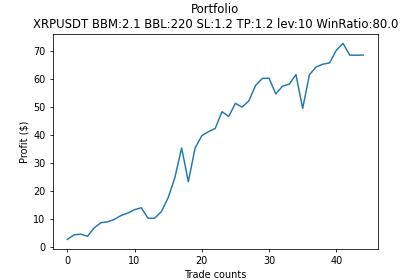 Portfolio
XRPUSDT BBM:2.1 BBL:220 SL:1.2 TP:1.2 lev:10 WinRatio:80.0
70
60
50
40
30
20
10
0
Profit ($)
0 10 20 30 40
Trade counts